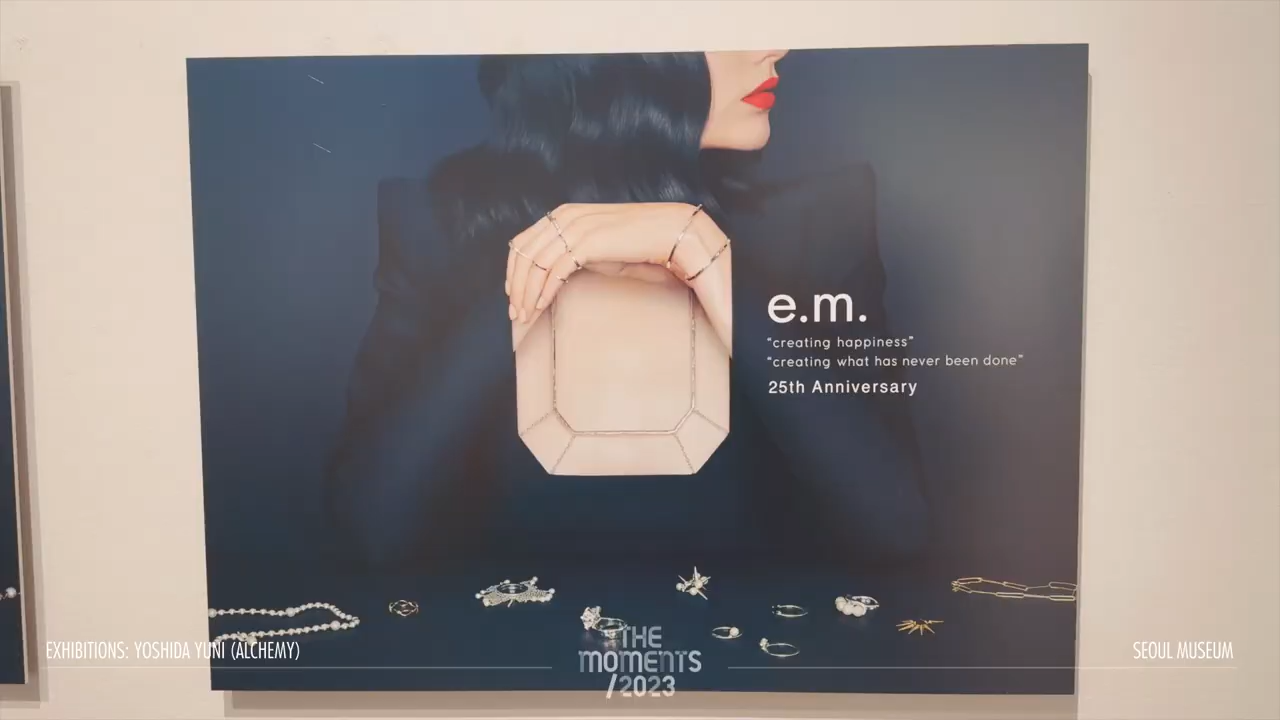 e.m.
“creating happiness”
“creating what has never been done”
25th Anniversary
EXHIBITIONS: YOSHIDA YUNI (ALCHEMY)
THE
MOMENTS
/2023
SEOUL MUSEUM